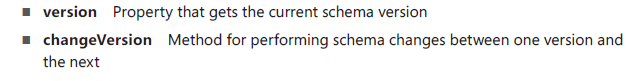 ■ version Property that gets the current schema version
■ changeVersion Method for performing schema changes between one version and
the next